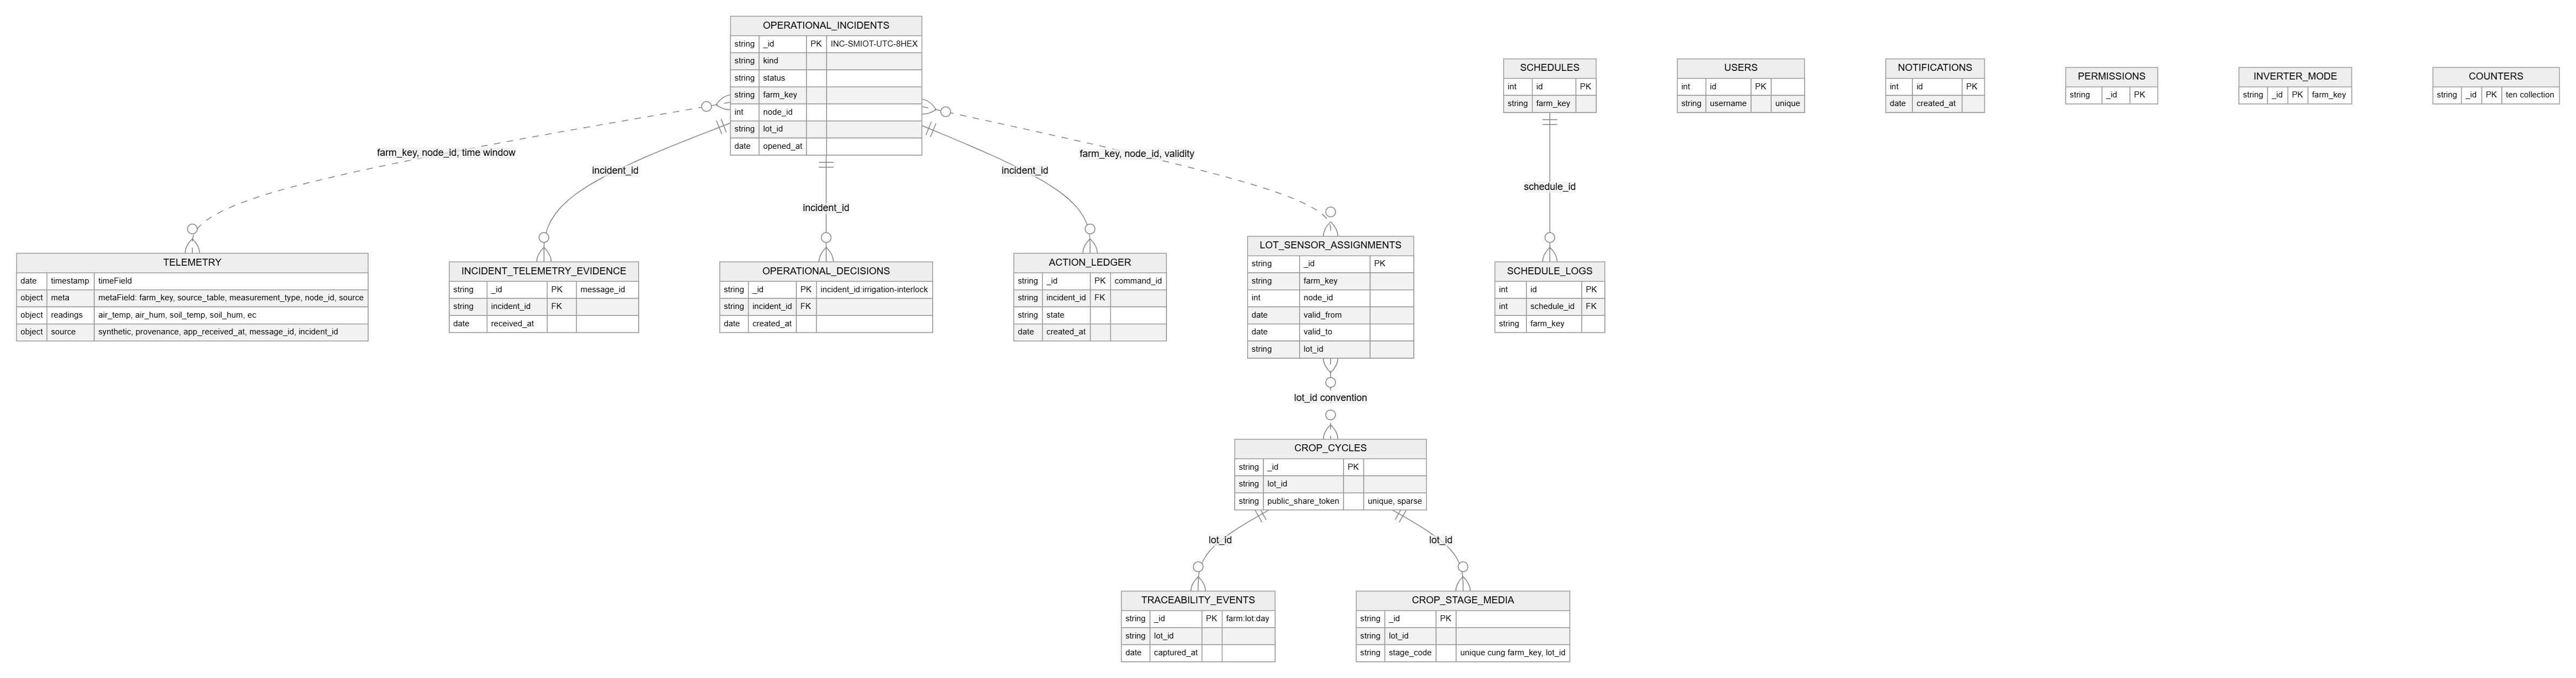 OPERATIONAL_INCIDENTS
string _id PK INC-SMIOT-UTC-8HEX
string kind
string status
string farm_key
int node_id
string lot_id
date opened_at
SCHEDULES
int id PK
string farm_key
USERS
int id PK
string username unique
NOTIFICATIONS
int id PK
date created_at
PERMISSIONS
string _id PK
INVERTER_MODE
string _id PK farm_key
COUNTERS
string _id PK ten collection
farm_key, node_id, time window
incident_id
incident_id
incident_id
farm_key, node_id, validity
schedule_id
TELEMETRY
date timestamp timeField
object meta metaField: farm_key, source_table, measurement_type, node_id, source
object readings air_temp, air_hum, soil_temp, soil_hum, ec
object source synthetic, provenance, app_received_at, message_id, incident_id
INCIDENT_TELEMETRY_EVIDENCE
string _id PK message_id
string incident_id FK
date received_at
OPERATIONAL_DECISIONS
string _id PK incident_id:irrigation-interlock
string incident_id FK
date created_at
ACTION_LEDGER
string _id PK command_id
string incident_id FK
string state
date created_at
LOT_SENSOR_ASSIGNMENTS
string _id PK
string farm_key
int node_id
date valid_from
date valid_to
string lot_id
SCHEDULE_LOGS
int id PK
int schedule_id FK
string farm_key
lot_id convention
CROP_CYCLES
string _id PK
string lot_id
string public_share_token unique, sparse
lot_id
lot_id
TRACEABILITY_EVENTS
string _id PK farm:lot:day
string lot_id
date captured_at
CROP_STAGE_MEDIA
string _id PK
string lot_id
string stage_code unique cung farm_key, lot_id